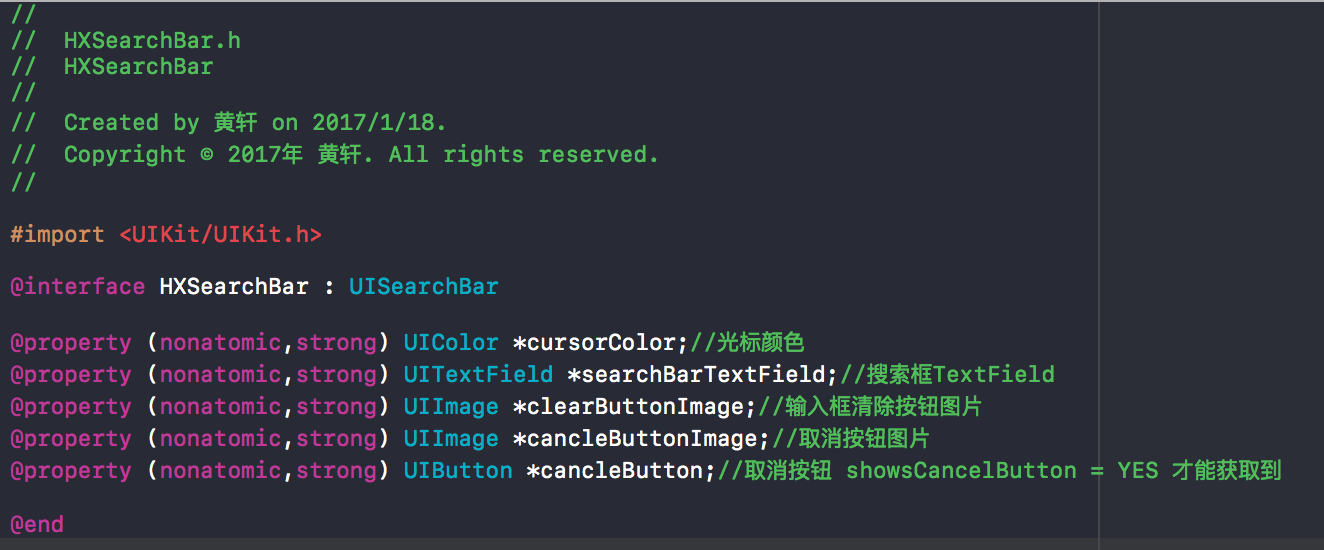 //
//  HXSearchBar.h
//  HXSearchBar
//
//  Created by 黄轩 on 2017/1/18.
//  Copyright © 2017年 黄轩. All rights reserved.
//
#import <UIKit/UIKit.h>
@interface HXSearchBar : UISearchBar
@property (nonatomic,strong) UIColor *cursorColor;//光标颜色
@property (nonatomic,strong) UITextField *searchBarTextField;//搜索框TextField
@property (nonatomic,strong) UIImage *clearButtonImage;//输入框清除按钮图片
@property (nonatomic,strong) UIImage *cancleButtonImage;//取消按钮图片
@property (nonatomic,strong) UIButton *cancleButton;//取消按钮 showsCancelButton = YES 才能获取到
@end